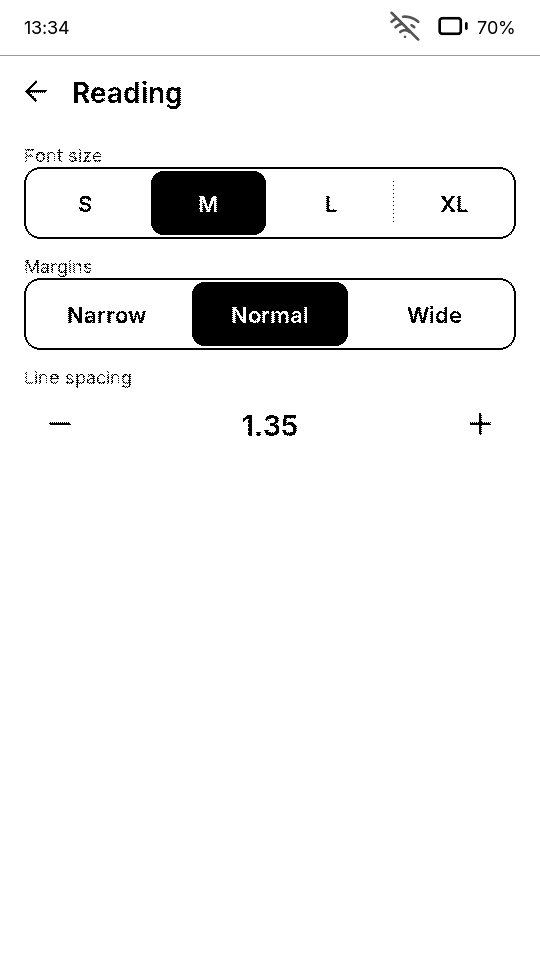 13:34 70%
Reading
Font size
S M L XL
Margins
Narrow Normal Wide
Line spacing
− 1.35 +